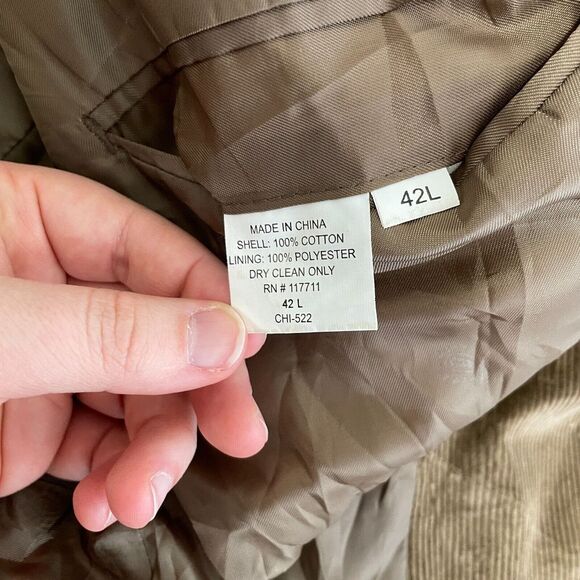 MADE IN CHINA
SHELL: 100% COTTON
LINING: 100% POLYESTER
DRY CLEAN ONLY
RN # 117711
42 L
CHI-522
42L